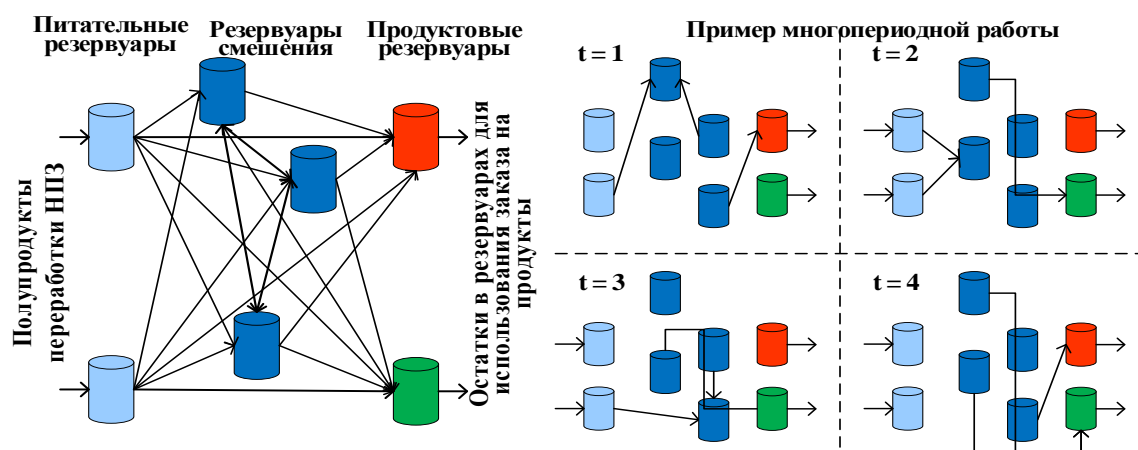 Питательные
резервуары
Резервуары
смешения
Продуктовые
резервуары
Полупродукты
переработки НПЗ
Остатки в резервуарах для
использования заказа на
продукты
Пример многопериодной работы
t = 1
t = 2
t = 3
t = 4